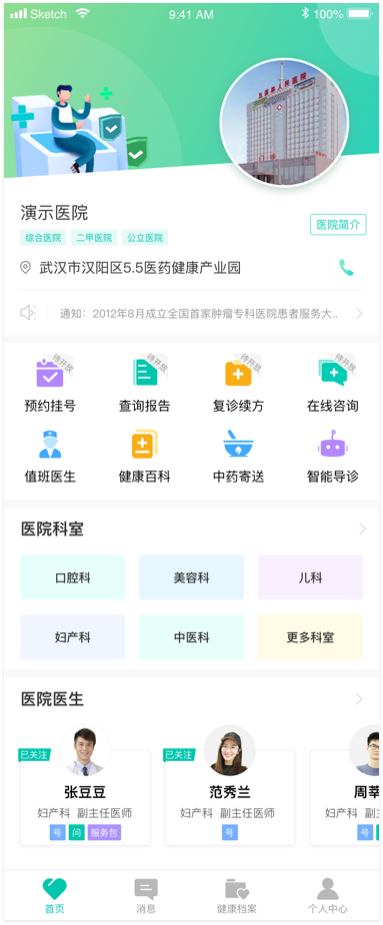 Sketch 9:41 AM 100%
演示医院
医院简介
综合医院 二甲医院 公立医院
武汉市汉阳区5.5医药健康产业园
通知：2012年8月成立全国首家肿瘤专科医院患者服务大..
待开放 待开放 待开放 待开放
预约挂号 查询报告 复诊续方 在线咨询
值班医生 健康百科 中药寄送 智能导诊
医院科室
口腔科 美容科 儿科
妇产科 中医科 更多科室
医院医生
已关注 已关注
张豆豆 范秀兰 周莘
妇产科 副主任医师 妇产科 副主任医师 妇产科
号 问 服务包 号 号
首页 消息 健康档案 个人中心